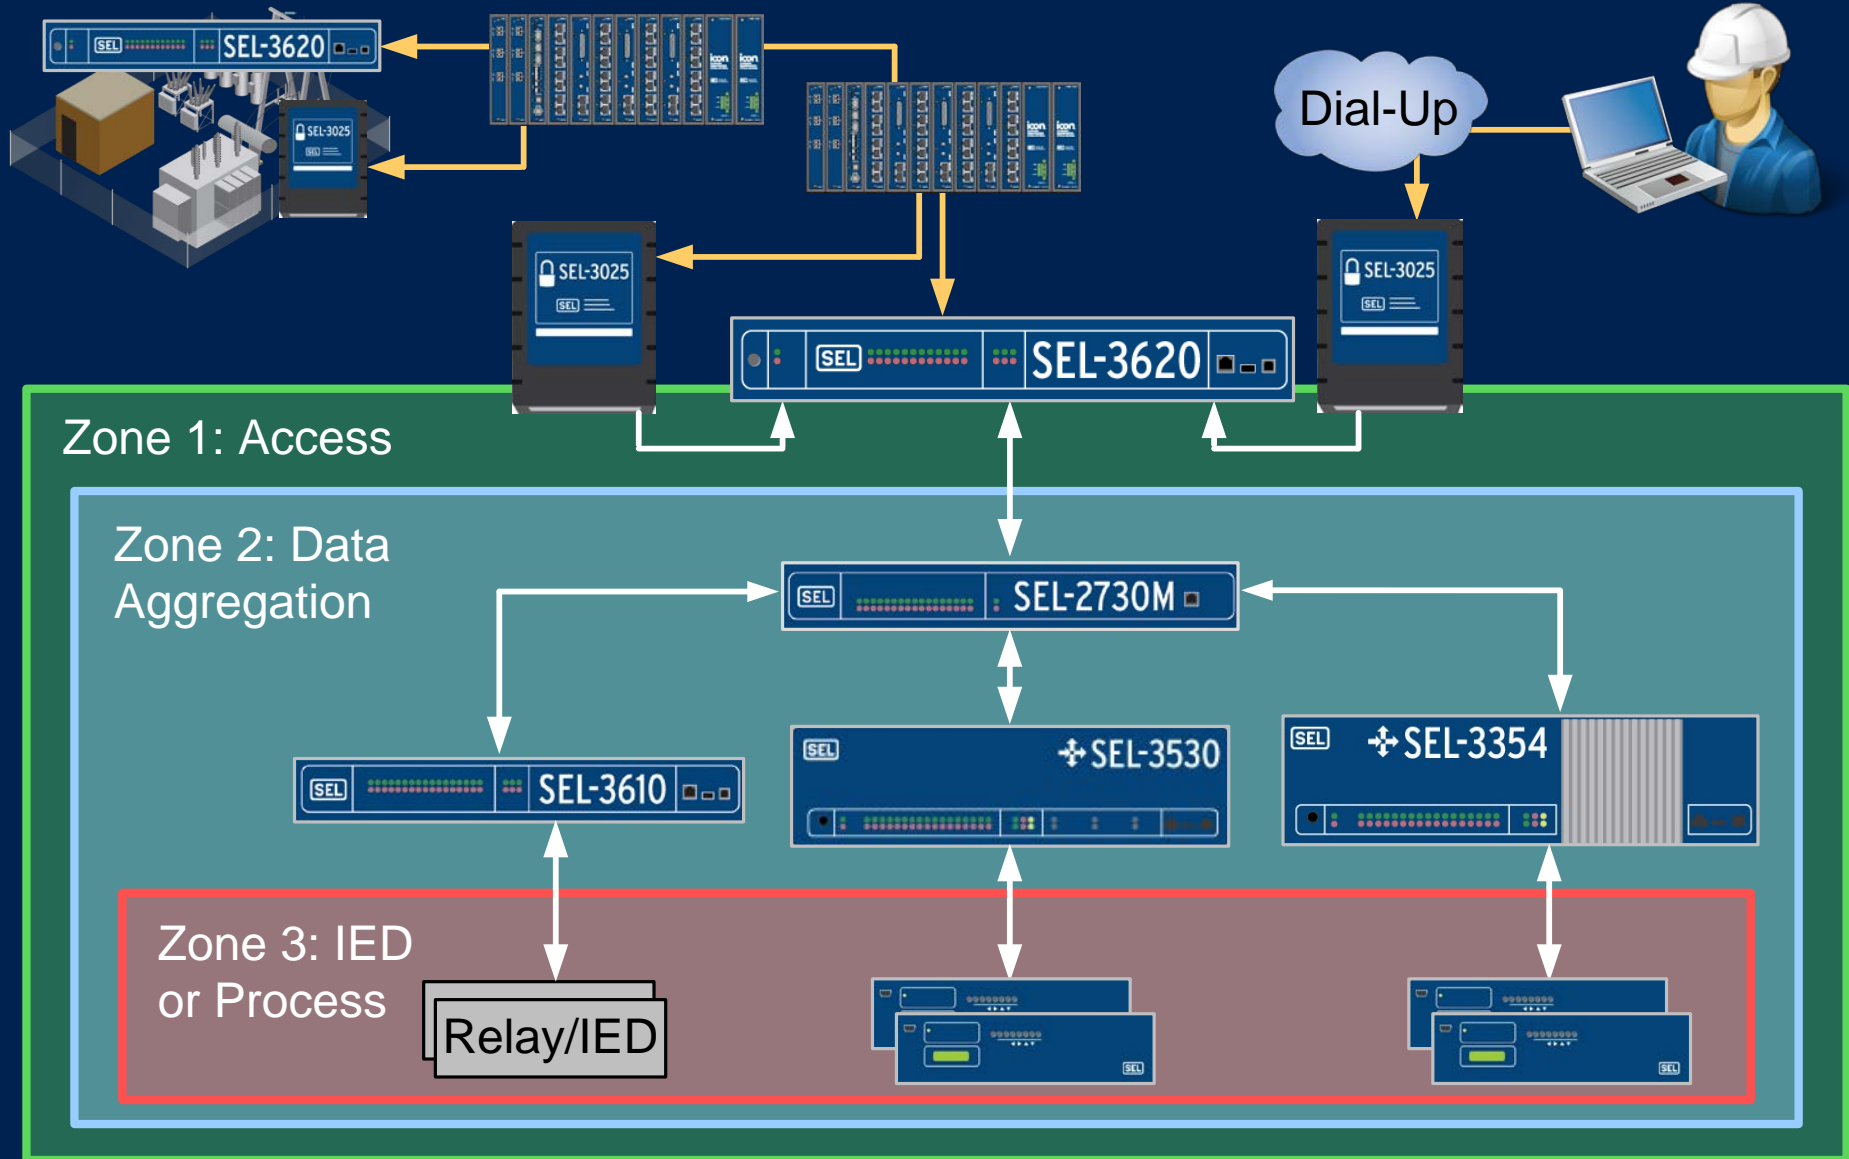 SEL
SEL-3620
SEL-3025
SEL
icon
icon
icon
icon
Dial-Up
SEL-3025
SEL
SEL-3025
SEL
SEL
SEL-3620
Zone 1: Access
Zone 2: Data
Aggregation
SEL
SEL-2730M
SEL
SEL-3610
SEL
SEL-3530
SEL
SEL-3354
Zone 3: IED
or Process
Relay/IED
SEL
SEL